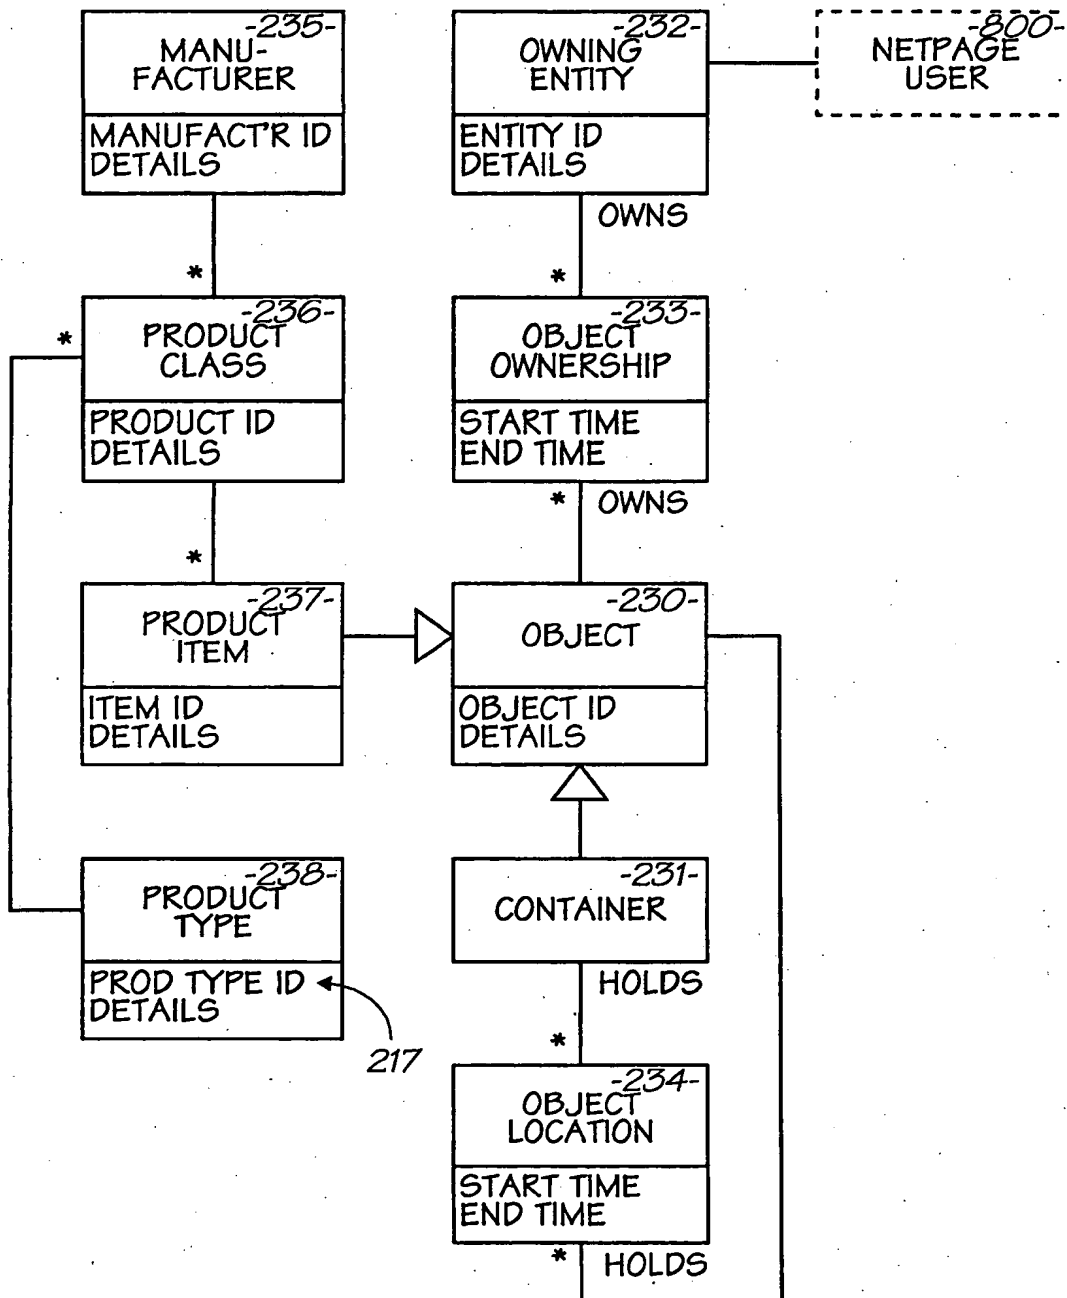 -235-
MANU-
FACTURER
MANUFACT'R ID
DETAILS
-232-
OWNING
ENTITY
ENTITY ID
DETAILS
-800-
NETPAGE
USER
OWNS
*
*
*
-236-
PRODUCT
CLASS
PRODUCT ID
DETAILS
-233-
OBJECT
OWNERSHIP
START TIME
END TIME
* OWNS
*
-237-
PRODUCT
ITEM
ITEM ID
DETAILS
-230-
OBJECT
OBJECT ID
DETAILS
-238-
PRODUCT
TYPE
PROD TYPE ID
DETAILS
217
-231-
CONTAINER
HOLDS
*
-234-
OBJECT
LOCATION
START TIME
END TIME
* HOLDS